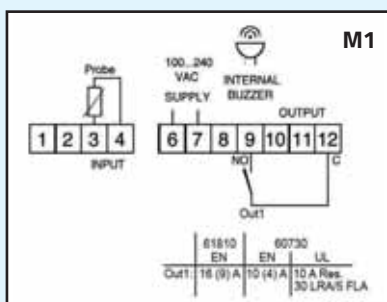 M1
Probe
100...240
VAC
SUPPLY
INTERNAL
BUZZER
OUTPUT
1 2 3 4 6 7 8 9 10 11 12
INPUT
NO C
Out1
61810 60730
EN EN UL
Out1: 16 (9) A 10 (4) A 10 A Res.
30 LRA/5 FLA